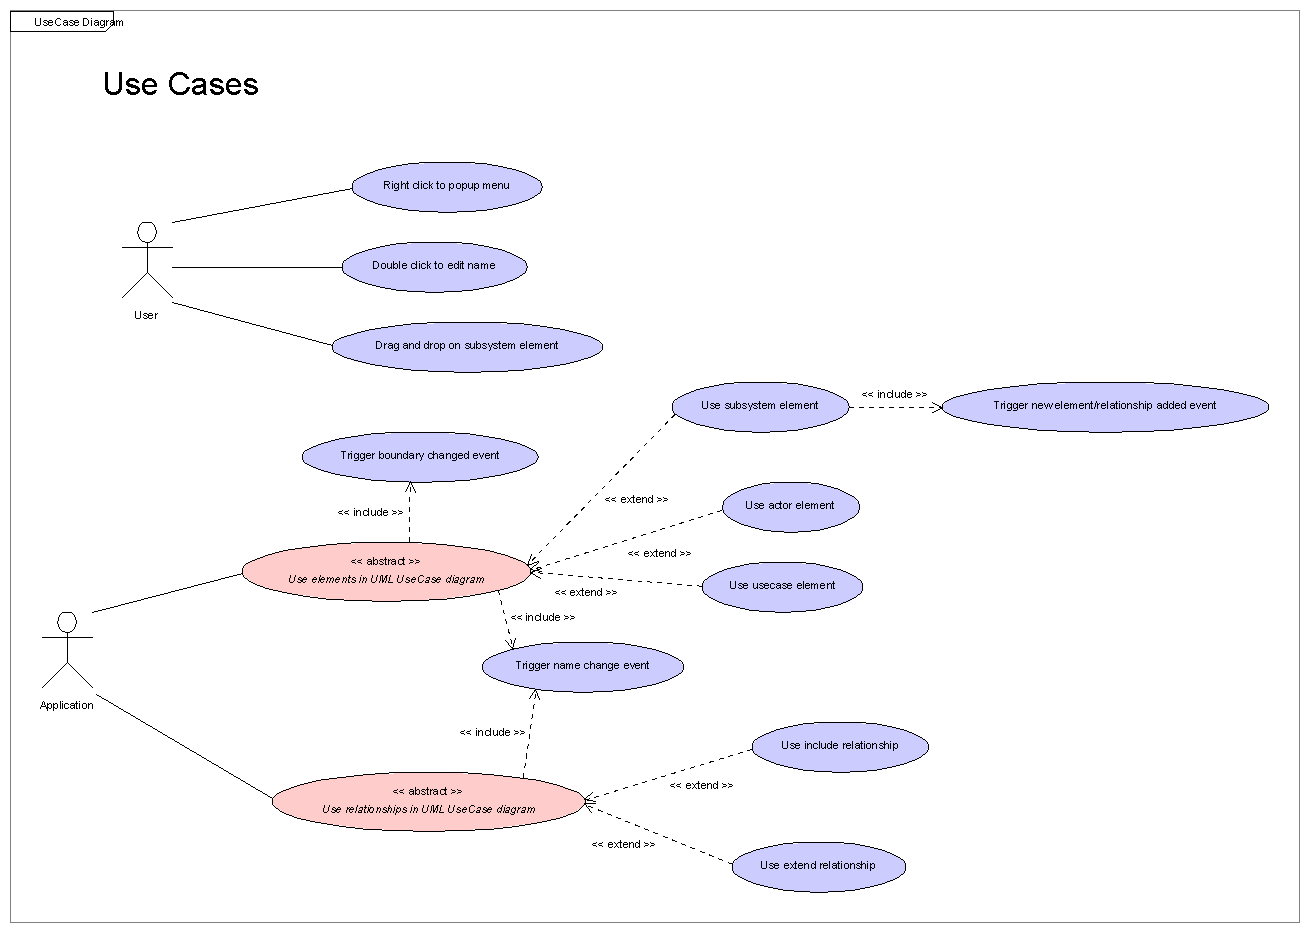 UseCase Diagram
Use Cases
Right click to popup menu
Double click to edit name
User
Drag and drop on subsystem element
<< include >>
Use subsystem element
Trigger new element/relationship added event
Trigger boundary changed event
<< extend >>
Use actor element
<< include >>
<< extend >>
<< abstract >>
Use elements in UML UseCase diagram
Use usecase element
<< extend >>
<< include >>
Trigger name change event
Application
<< include >>
Use include relationship
<< extend >>
<< abstract >>
Use relationships in UML UseCase diagram
<< extend >>
Use extend relationship